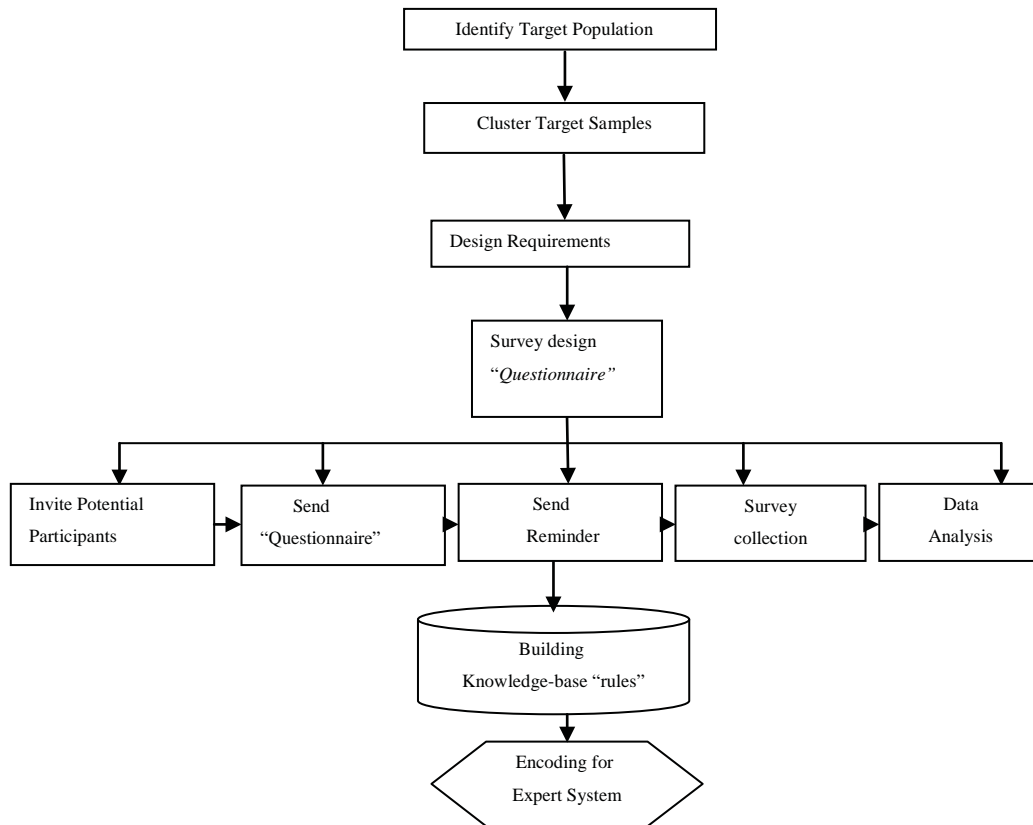 Identify Target Population
Cluster Target Samples
Design Requirements
Survey design
“Questionnaire”
Invite Potential
Participants
Send
“Questionnaire”
Send
Reminder
Survey
collection
Data
Analysis
Building
Knowledge-base “rules”
Encoding for
Expert System